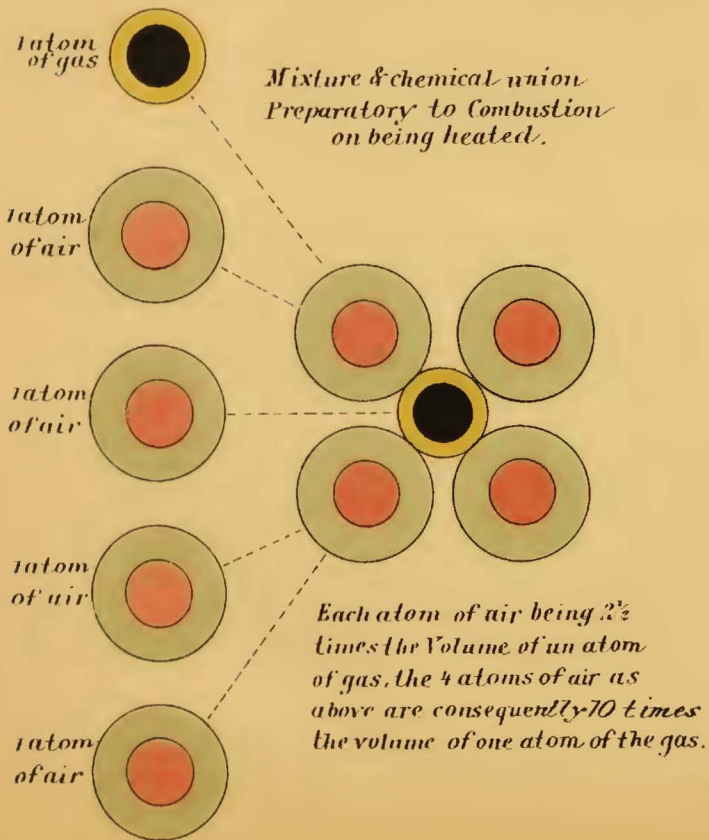 1 atom
of gas
Mixture & chemical union
Preparatory to Combustion
on being heated.
1 atom
of air
1 atom
of air
1 atom
of air
Each atom of air being 2½
times the Volume of an atom
of gas, the 4 atoms of air as
above are consequently 10 times
the volume of one atom of the gas.
1 atom
of air